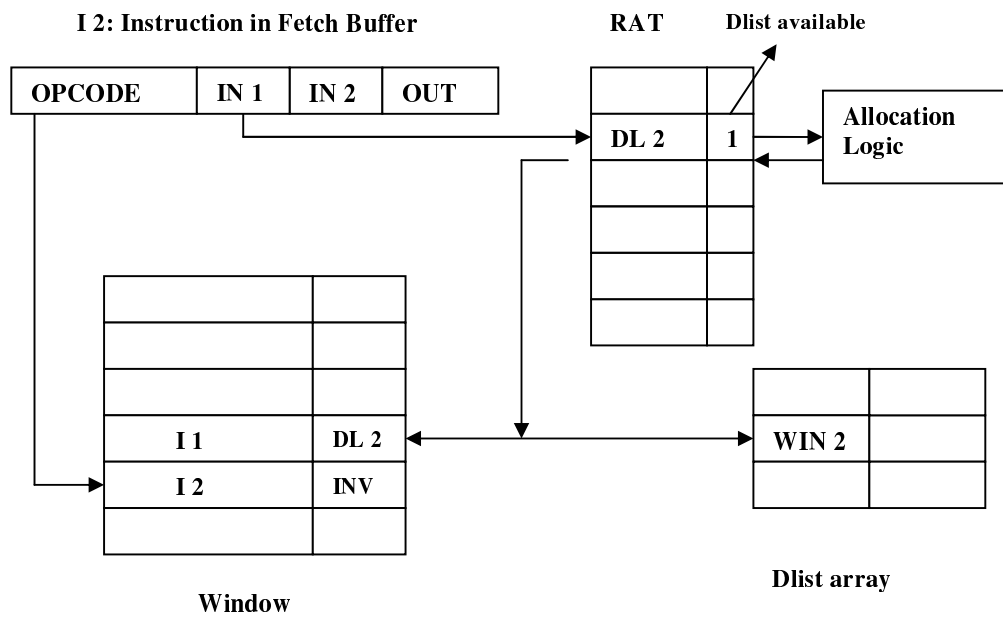 I 2: Instruction in Fetch Buffer
RAT
Dlist available
OPCODE
IN 1
IN 2
OUT
DL 2
1
Allocation
Logic
I 1
DL 2
WIN 2
I 2
INV
Dlist array
Window